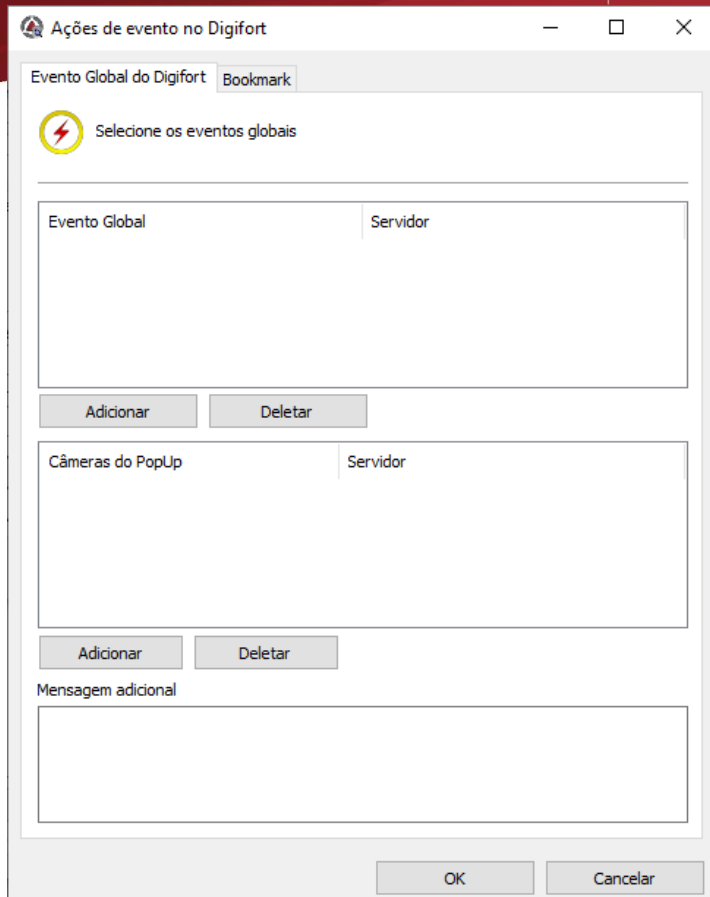 Ações de evento no Digifort
Evento Global do Digifort Bookmark
Selecione os eventos globais
Evento Global Servidor
Adicionar Deletar
Câmeras do PopUp Servidor
Adicionar Deletar
Mensagem adicional
OK Cancelar